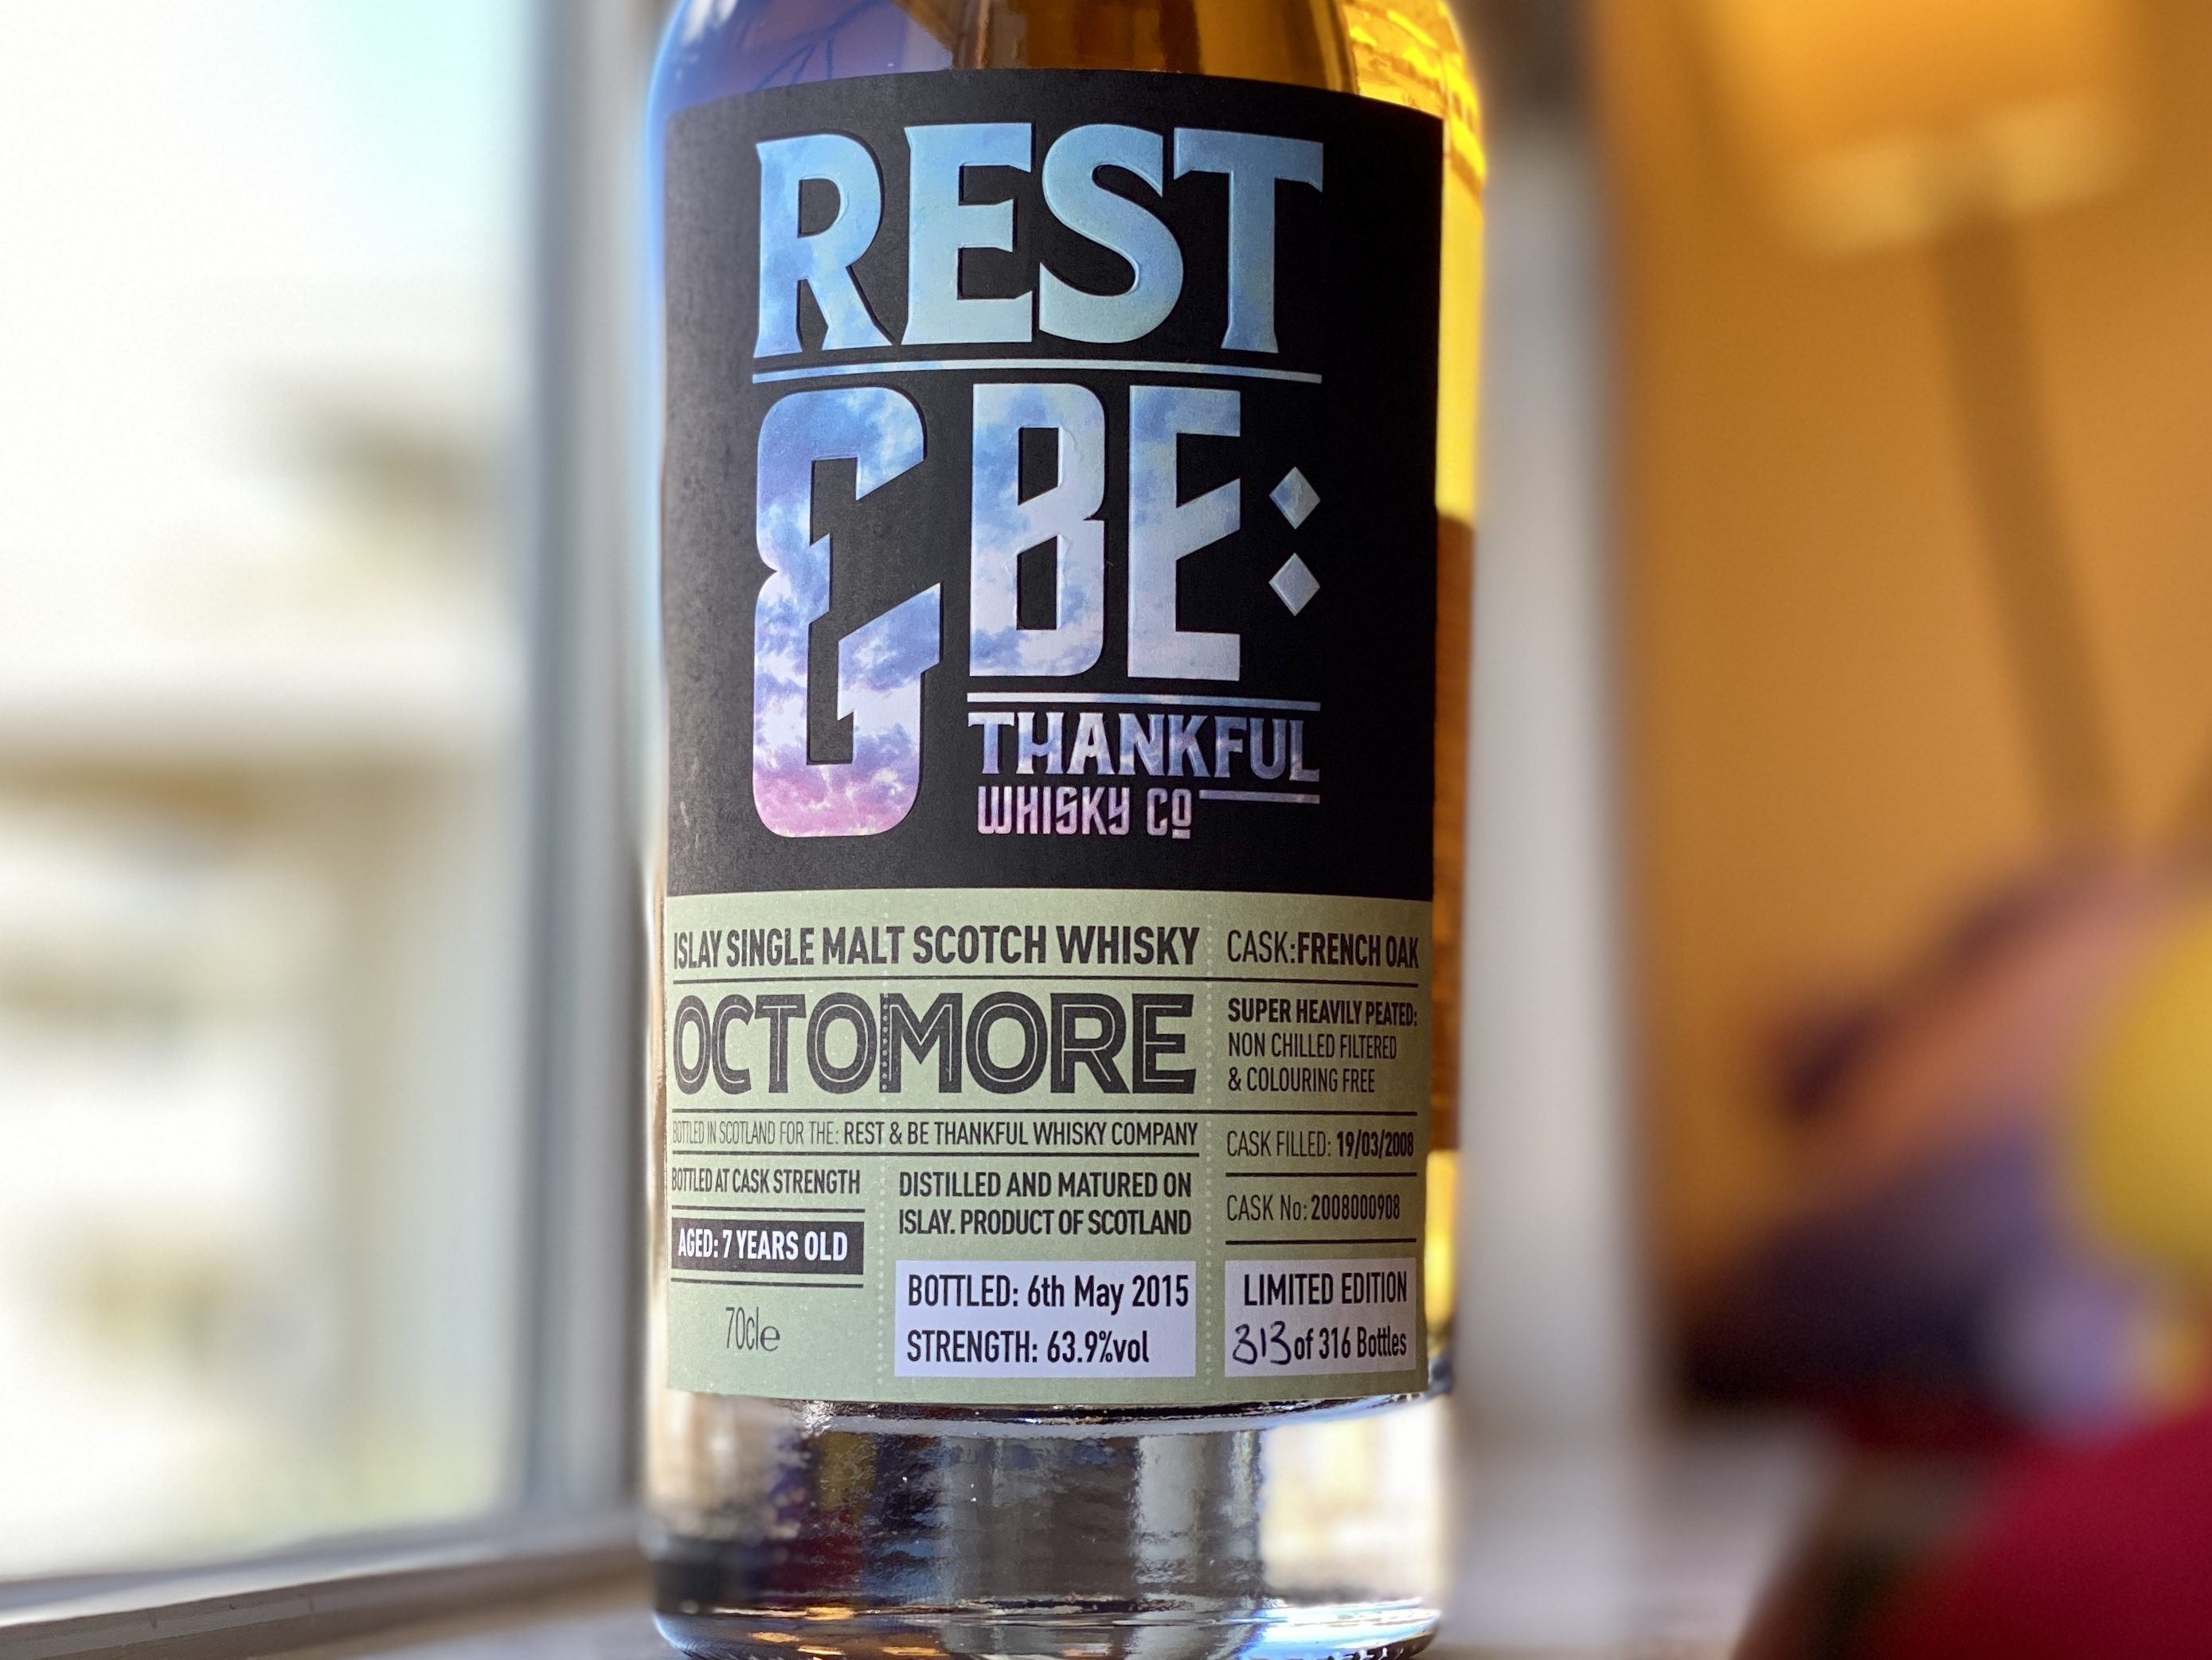 REST
& BE:
THANKFUL
WHISKY CO
ISLAY SINGLE MALT SCOTCH WHISKY
OCTOMORE
BOTTLED IN SCOTLAND FOR THE: REST & BE THANKFUL WHISKY COMPANY
BOTTLED AT CASK STRENGTH
AGED: 7 YEARS OLD
70cl e
DISTILLED AND MATURED ON
ISLAY. PRODUCT OF SCOTLAND
BOTTLED: 6th May 2015
STRENGTH: 63.9%vol
CASK: FRENCH OAK
SUPER HEAVILY PEATED:
NON CHILLED FILTERED
& COLOURING FREE
CASK FILLED: 19/03/2008
CASK No: 2008000908
LIMITED EDITION
313 of 316 Bottles